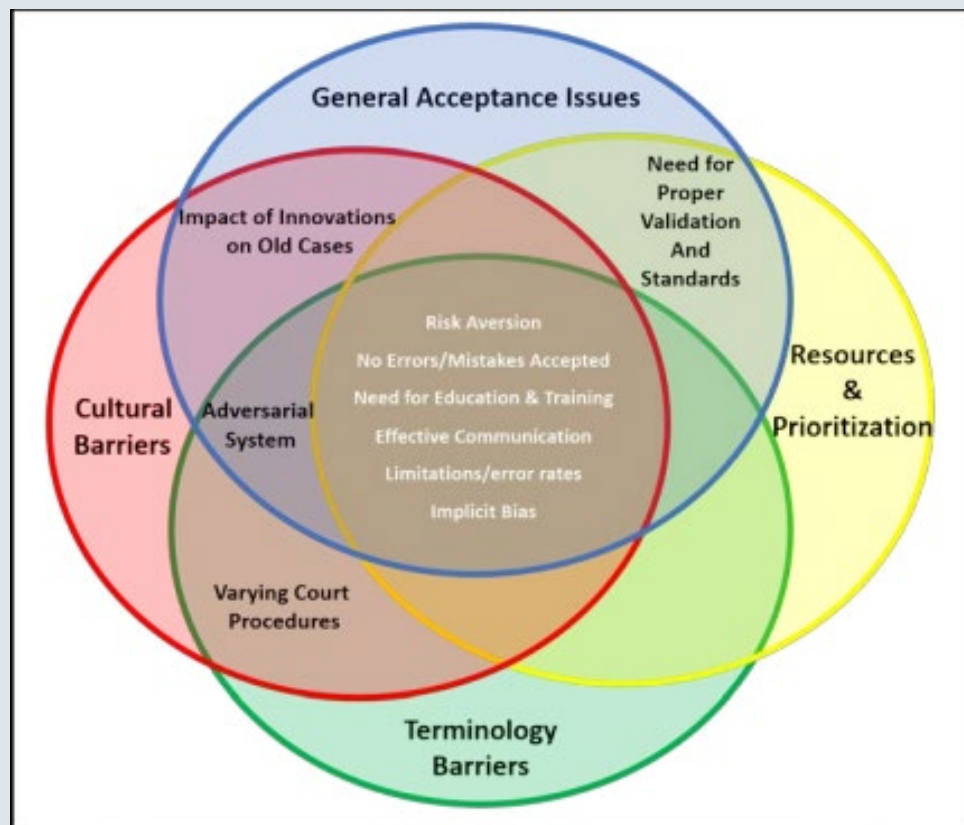 General Acceptance Issues
Need for
Proper
Validation
And
Standards
Impact of Innovations
on Old Cases
Risk Aversion
No Errors/Mistakes Accepted
Need for Education & Training
Effective Communication
Limitations/error rates
Implicit Bias
Resources
&
Prioritization
Cultural
Barriers
Adversarial
System
Varying Court
Procedures
Terminology
Barriers